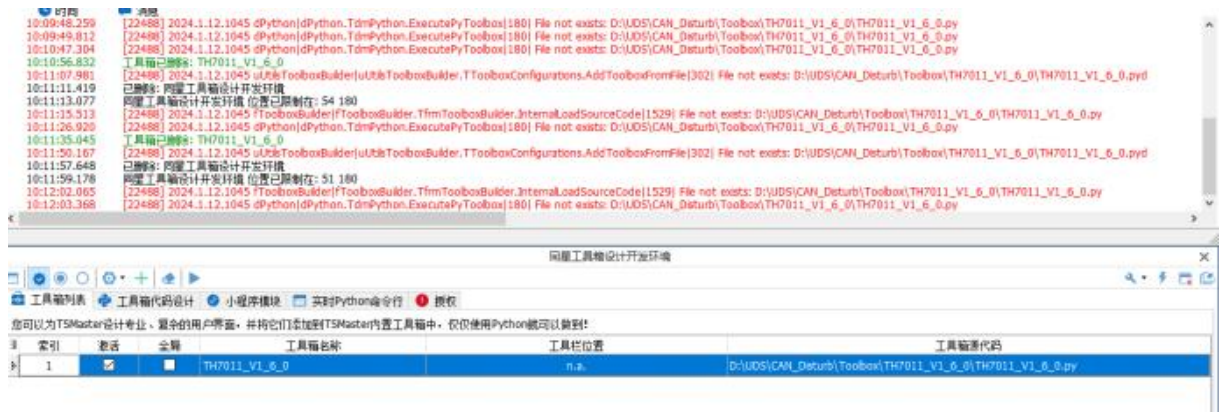 时间 消息
10:09:48.259 [22488] 2024.1.12.1045 dPython|dPython.TdmPython.ExecutePyToolbox|180| File not exists: D:\UDS\CAN_Disturb\Toolbox\TH7011_V1_6_0\TH7011_V1_6_0.py
10:09:49.812 [22488] 2024.1.12.1045 dPython|dPython.TdmPython.ExecutePyToolbox|180| File not exists: D:\UDS\CAN_Disturb\Toolbox\TH7011_V1_6_0\TH7011_V1_6_0.py
10:10:47.304 [22488] 2024.1.12.1045 dPython|dPython.TdmPython.ExecutePyToolbox|180| File not exists: D:\UDS\CAN_Disturb\Toolbox\TH7011_V1_6_0\TH7011_V1_6_0.py
10:10:56.832 工具箱已删除: TH7011_V1_6_0
10:11:07.981 [22488] 2024.1.12.1045 uUtilsToolboxBuilder|uUtilsToolboxBuilder.TToolboxConfigurations.AddToolboxFromFile|302| File not exists: D:\UDS\CAN_Disturb\Toolbox\TH7011_V1_6_0\TH7011_V1_6_0.pyd
10:11:11.419 已删除: 同星工具箱设计开发环境
10:11:13.077 同星工具箱设计开发环境 位置已限制在: 54 180
10:11:15.513 [22488] 2024.1.12.1045 fToolboxBuilder|fToolboxBuilder.TfrmToolboxBuilder.InternalLoadSourceCode|1529| File not exists: D:\UDS\CAN_Disturb\Toolbox\TH7011_V1_6_0\TH7011_V1_6_0.py
10:11:26.920 [22488] 2024.1.12.1045 dPython|dPython.TdmPython.ExecutePyToolbox|180| File not exists: D:\UDS\CAN_Disturb\Toolbox\TH7011_V1_6_0\TH7011_V1_6_0.py
10:11:35.045 工具箱已删除: TH7011_V1_6_0
10:11:50.167 [22488] 2024.1.12.1045 uUtilsToolboxBuilder|uUtilsToolboxBuilder.TToolboxConfigurations.AddToolboxFromFile|302| File not exists: D:\UDS\CAN_Disturb\Toolbox\TH7011_V1_6_0\TH7011_V1_6_0.pyd
10:11:57.648 已删除: 同星工具箱设计开发环境
10:11:59.178 同星工具箱设计开发环境 位置已限制在: 51 180
10:12:02.065 [22488] 2024.1.12.1045 fToolboxBuilder|fToolboxBuilder.TfrmToolboxBuilder.InternalLoadSourceCode|1529| File not exists: D:\UDS\CAN_Disturb\Toolbox\TH7011_V1_6_0\TH7011_V1_6_0.py
10:12:03.368 [22488] 2024.1.12.1045 dPython|dPython.TdmPython.ExecutePyToolbox|180| File not exists: D:\UDS\CAN_Disturb\Toolbox\TH7011_V1_6_0\TH7011_V1_6_0.py
同星工具箱设计开发环境
工具箱列表 工具箱代码设计 小程序模块 实时Python命令行 授权
您可以为TSMaster设计专业、复杂的用户界面，并将它们添加到TSMaster内置工具箱中，仅仅使用Python就可以做到!
索引 激活 全局 工具箱名称 工具栏位置 工具箱源代码
1 TH7011_V1_6_0 n.a. D:\UDS\CAN_Disturb\Toolbox\TH7011_V1_6_0\TH7011_V1_6_0.py